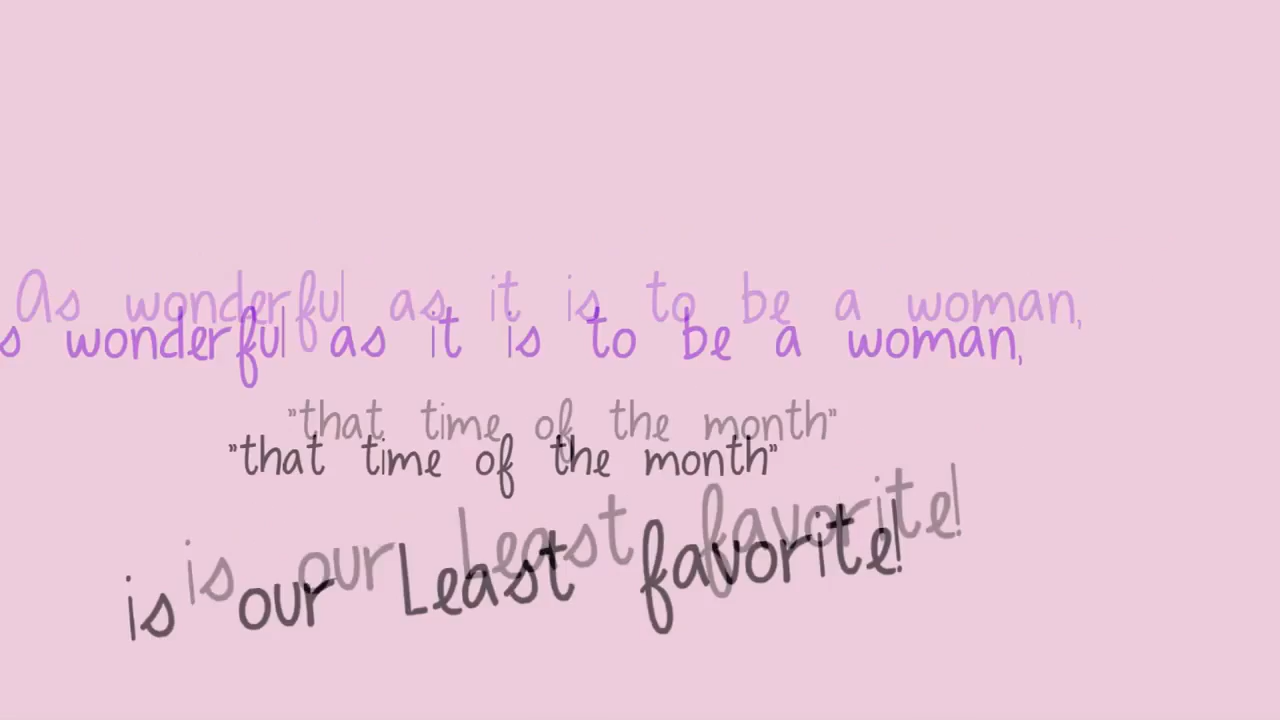 As wonderful as it is to be a woman,
s wonderful as it is to be a woman,
"that time of the month"
"that time of the month"
is our Least favorite!
is our Least favorite!